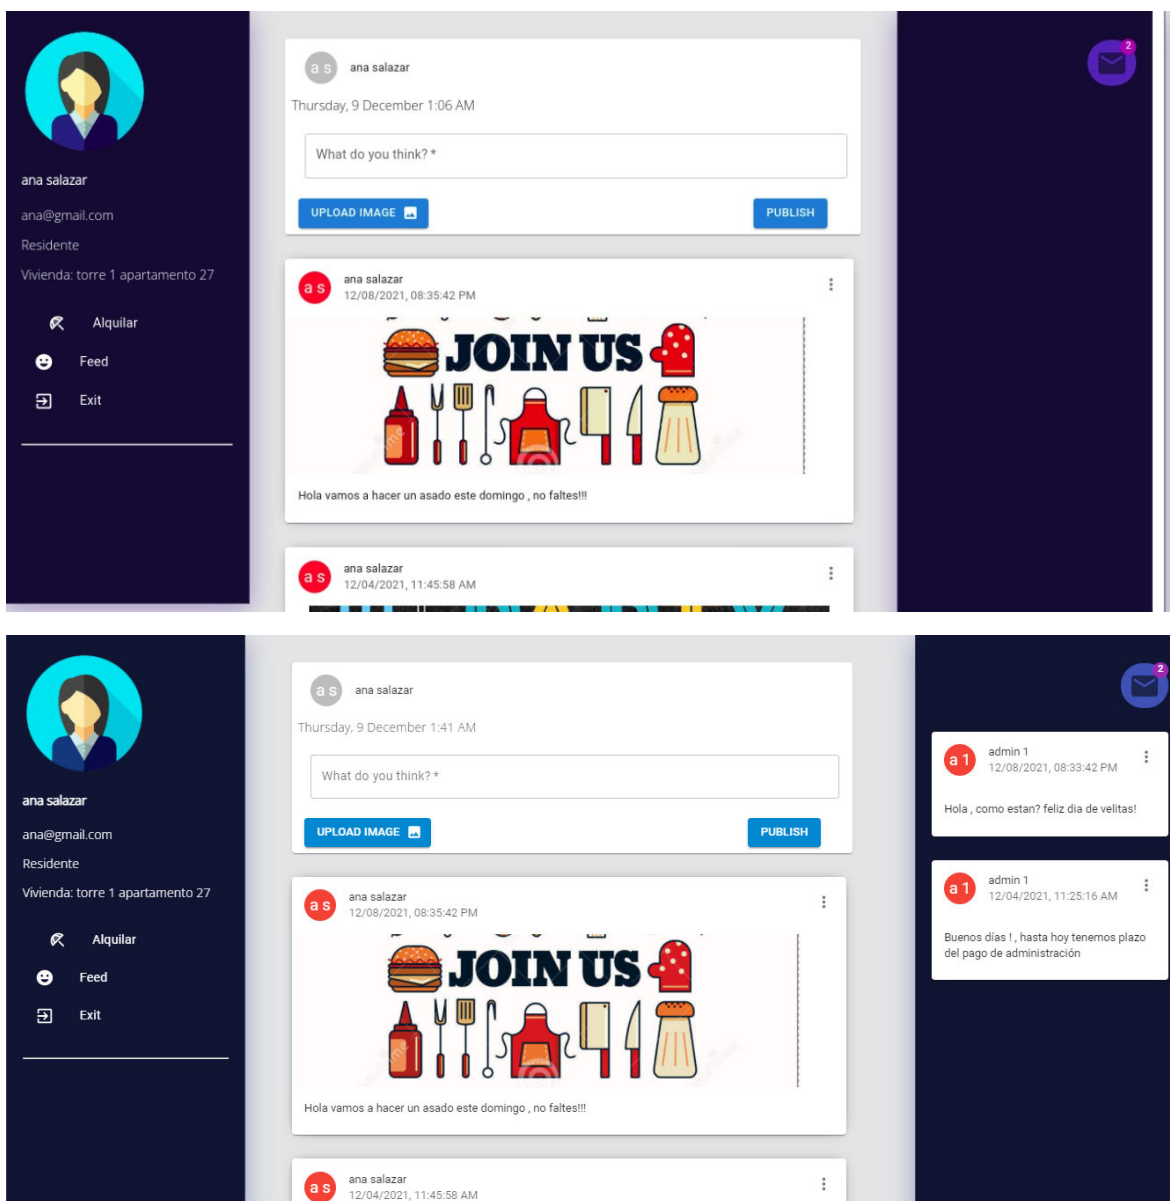 ana salazar
ana@gmail.com
Residente
Vivienda: torre 1 apartamento 27
Alquilar
Feed
Exit
a s
ana salazar
Thursday, 9 December 1:06 AM
What do you think? *
UPLOAD IMAGE
PUBLISH
a s
ana salazar
12/08/2021, 08:35:42 PM
JOIN US
Hola vamos a hacer un asado este domingo , no faltes!!!
a s
ana salazar
12/04/2021, 11:45:58 AM
2
ana salazar
ana@gmail.com
Residente
Vivienda: torre 1 apartamento 27
Alquilar
Feed
Exit
a s
ana salazar
Thursday, 9 December 1:41 AM
What do you think? *
UPLOAD IMAGE
PUBLISH
a s
ana salazar
12/08/2021, 08:35:42 PM
JOIN US
Hola vamos a hacer un asado este domingo , no faltes!!!
a s
ana salazar
12/04/2021, 11:45:58 AM
2
a 1
admin 1
12/08/2021, 08:33:42 PM
Hola , como estan? feliz dia de velitas!
a 1
admin 1
12/04/2021, 11:25:16 AM
Buenos días ! , hasta hoy tenemos plazo
del pago de administración